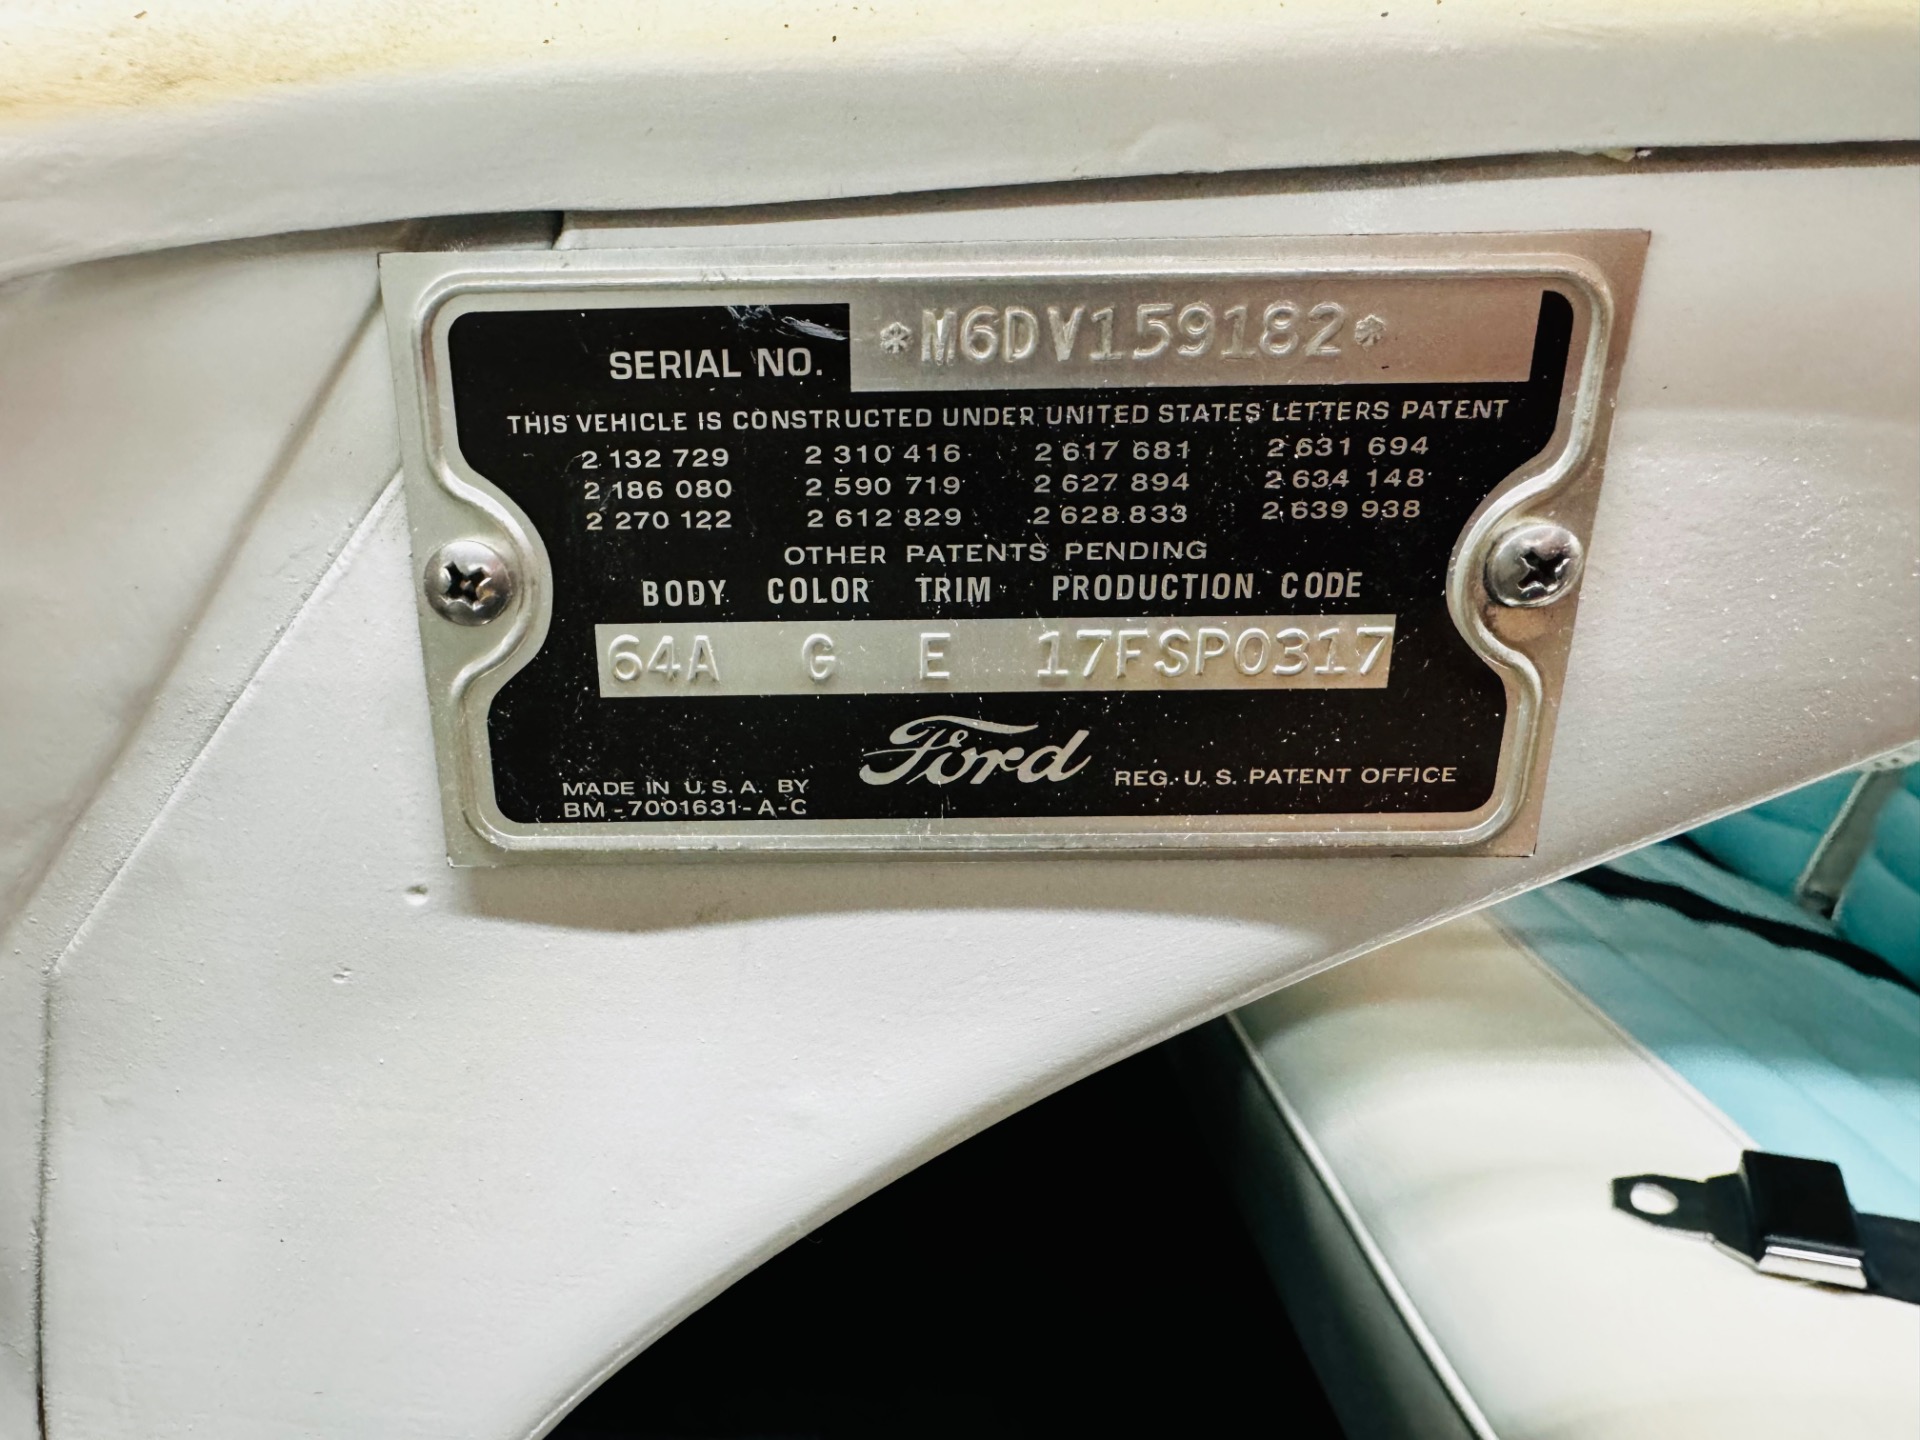 SERIAL NO. *M6DV159182*
THIS VEHICLE IS CONSTRUCTED UNDER UNITED STATES LETTERS PATENT
2 132 729 2 310 416 2 617 681 2 631 694
2 186 080 2 590 719 2 627 894 2 634 148
2 270 122 2 612 829 2 628 833 2 639 938
OTHER PATENTS PENDING
BODY COLOR TRIM PRODUCTION CODE
64A G E 17FSP0317
MADE IN U.S.A. BY Ford REG. U. S. PATENT OFFICE
BM-7001631-A-C